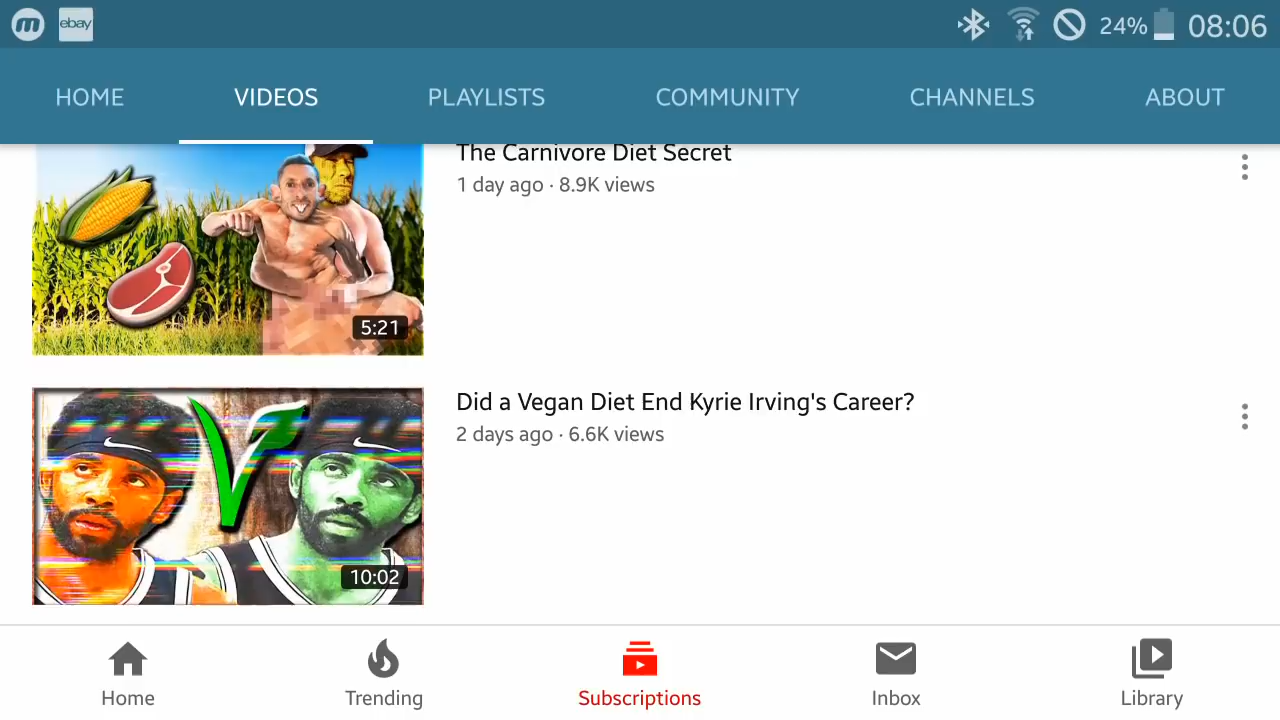 m ebay 24% 08:06
HOME VIDEOS PLAYLISTS COMMUNITY CHANNELS ABOUT
The Carnivore Diet Secret
1 day ago · 8.9K views
5:21
Did a Vegan Diet End Kyrie Irving's Career?
2 days ago · 6.6K views
V
10:02
Home Trending Subscriptions Inbox Library